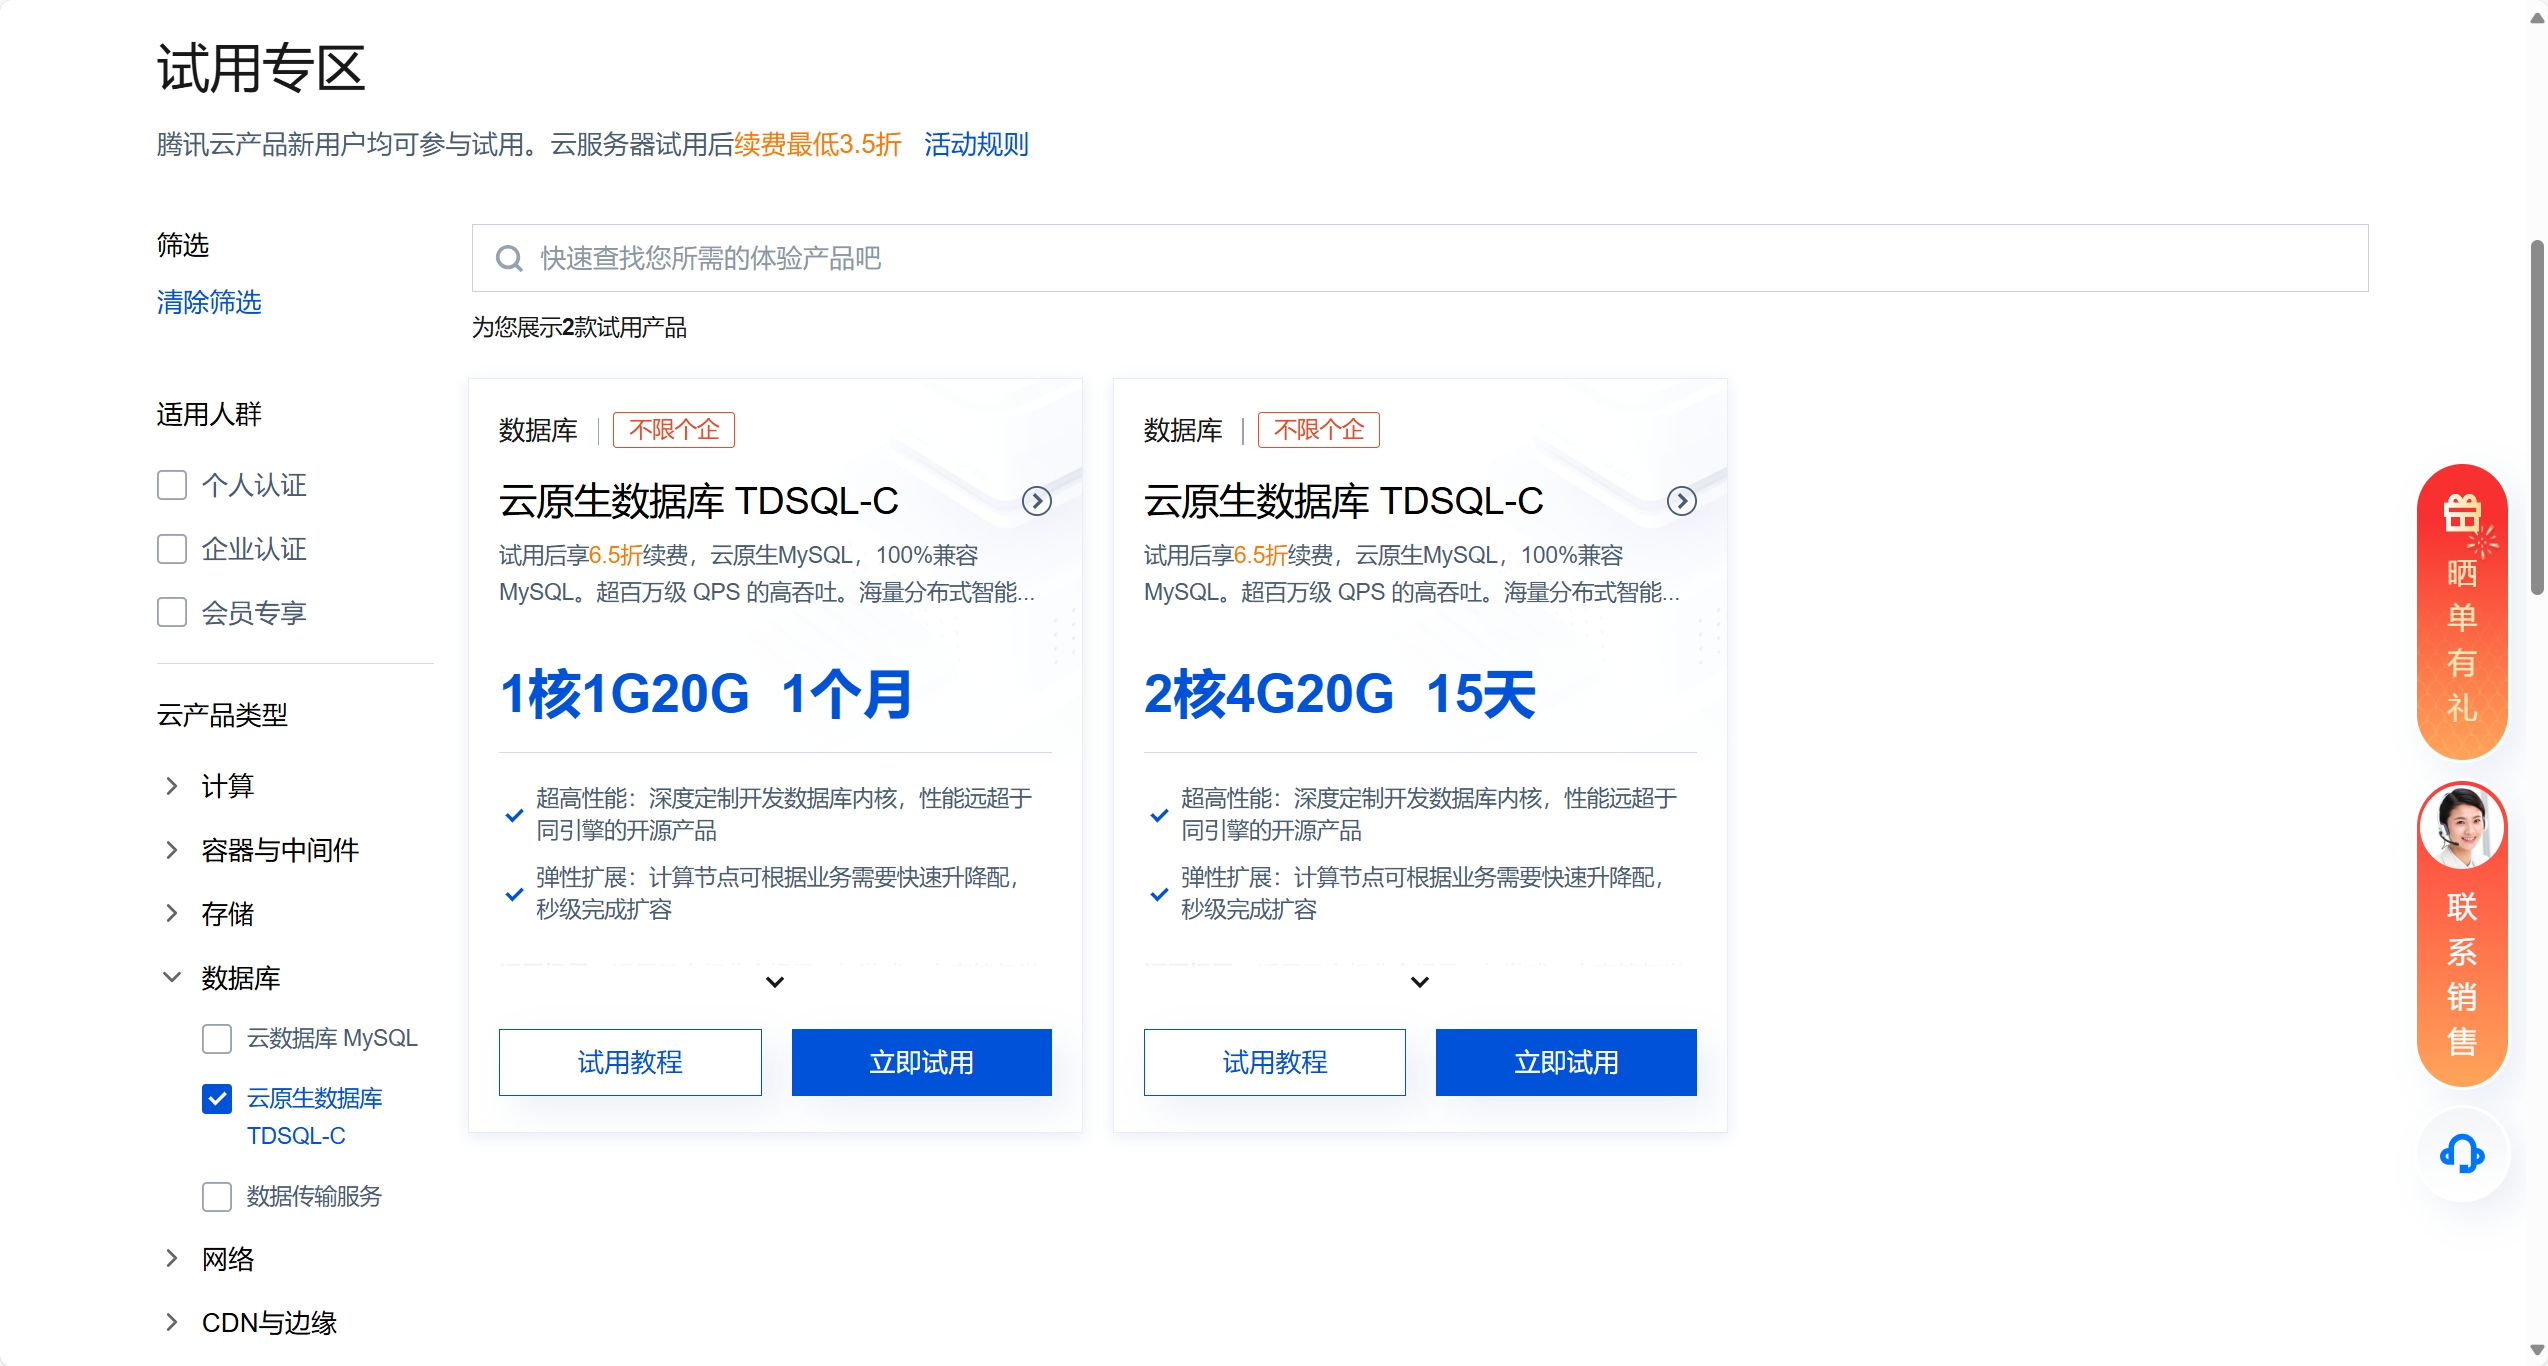 试用专区
腾讯云产品新用户均可参与试用。云服务器试用后续费最低3.5折 活动规则
筛选
清除筛选
适用人群
个人认证
企业认证
会员专享
云产品类型
计算
容器与中间件
存储
数据库
云数据库 MySQL
云原生数据库
TDSQL-C
数据传输服务
网络
CDN与边缘
快速查找您所需的体验产品吧
为您展示2款试用产品
数据库 不限个企
云原生数据库 TDSQL-C
试用后享6.5折续费，云原生MySQL，100%兼容
MySQL。超百万级 QPS 的高吞吐。海量分布式智能...
1核1G20G 1个月
超高性能：深度定制开发数据库内核，性能远超于
同引擎的开源产品
弹性扩展：计算节点可根据业务需要快速升降配，
秒级完成扩容
试用教程 立即试用
数据库 不限个企
云原生数据库 TDSQL-C
试用后享6.5折续费，云原生MySQL，100%兼容
MySQL。超百万级 QPS 的高吞吐。海量分布式智能...
2核4G20G 15天
超高性能：深度定制开发数据库内核，性能远超于
同引擎的开源产品
弹性扩展：计算节点可根据业务需要快速升降配，
秒级完成扩容
试用教程 立即试用
晒单有礼
联系销售